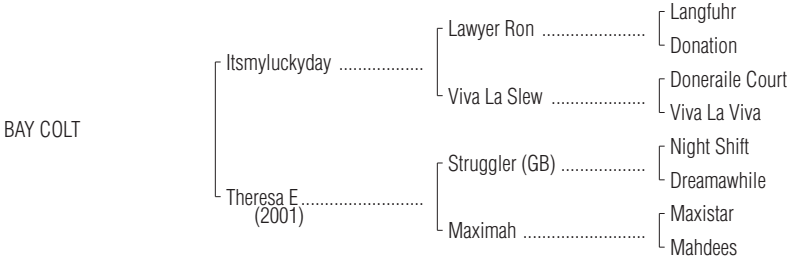 Langfuhr
Lawyer Ron ......................
Donation
Itsmyluckyday ..................
Doneraile Court
Viva La Slew ....................
Viva La Viva
BAY COLT
Night Shift
Struggler (GB) ..................
Dreamawhile
Theresa E..........................
(2001)
Maxistar
Maximah ..........................
Mahdees